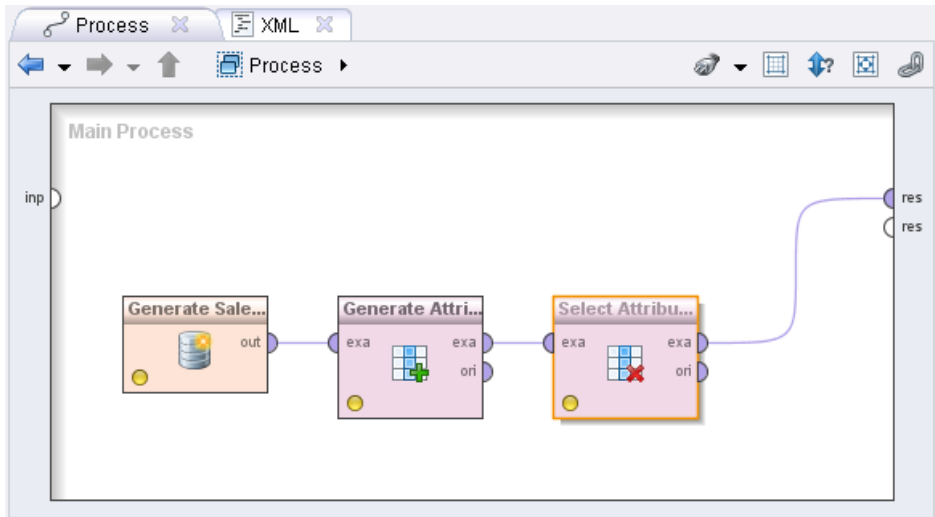 Process
XML
Process
Main Process
inp
res
res
Generate Sale...
out
Generate Attri...
exa
exa
ori
Select Attribu...
exa
exa
ori